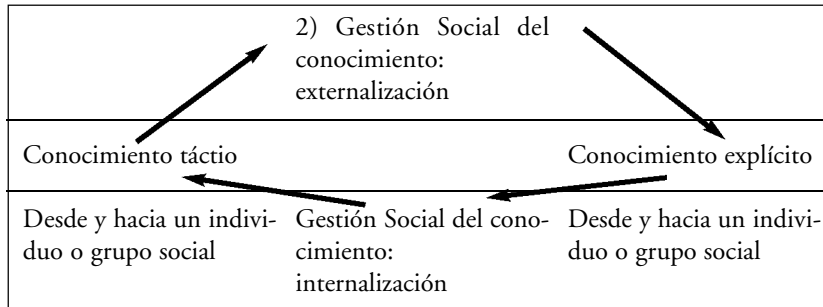 2) Gestión Social del
conocimiento:
externalización
Conocimiento táctio
Conocimiento explícito
Desde y hacia un indivi-
duo o grupo social
Gestión Social del cono-
cimiento:
internalización
Desde y hacia un indivi-
duo o grupo social